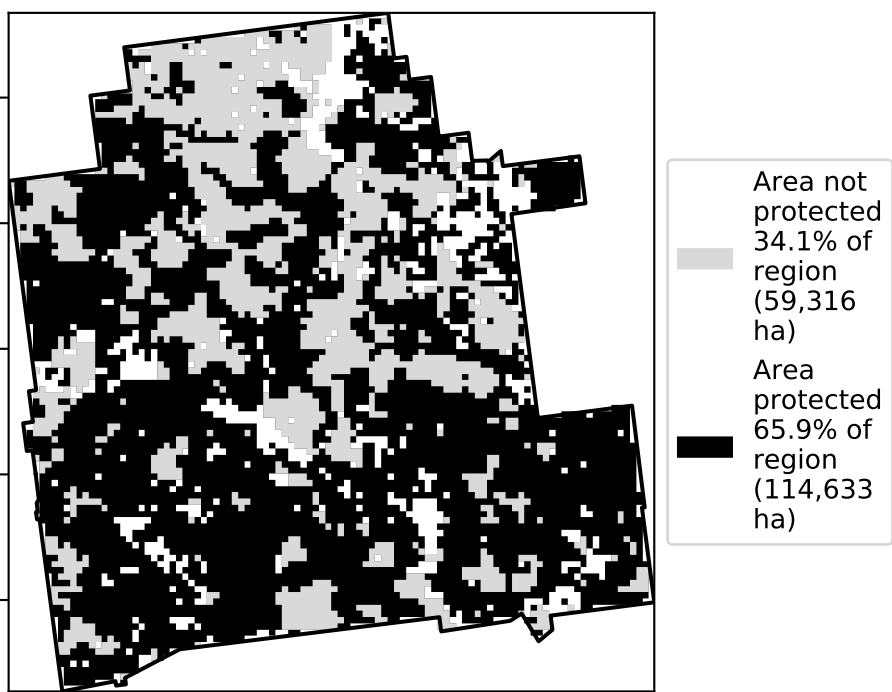 Area not
protected
34.1% of
region
(59,316
ha)
Area
protected
65.9% of
region
(114,633
ha)